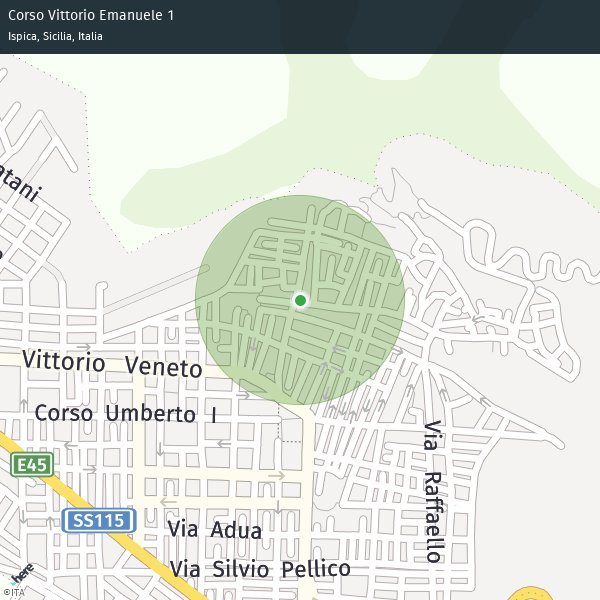 Corso Vittorio Emanuele 1
Ispica, Sicilia, Italia
atani
Vittorio Veneto
Corso Umberto I
Via Raffaello
E45
SS115
Via Adua
Via Silvio Pellico
here
© ITA